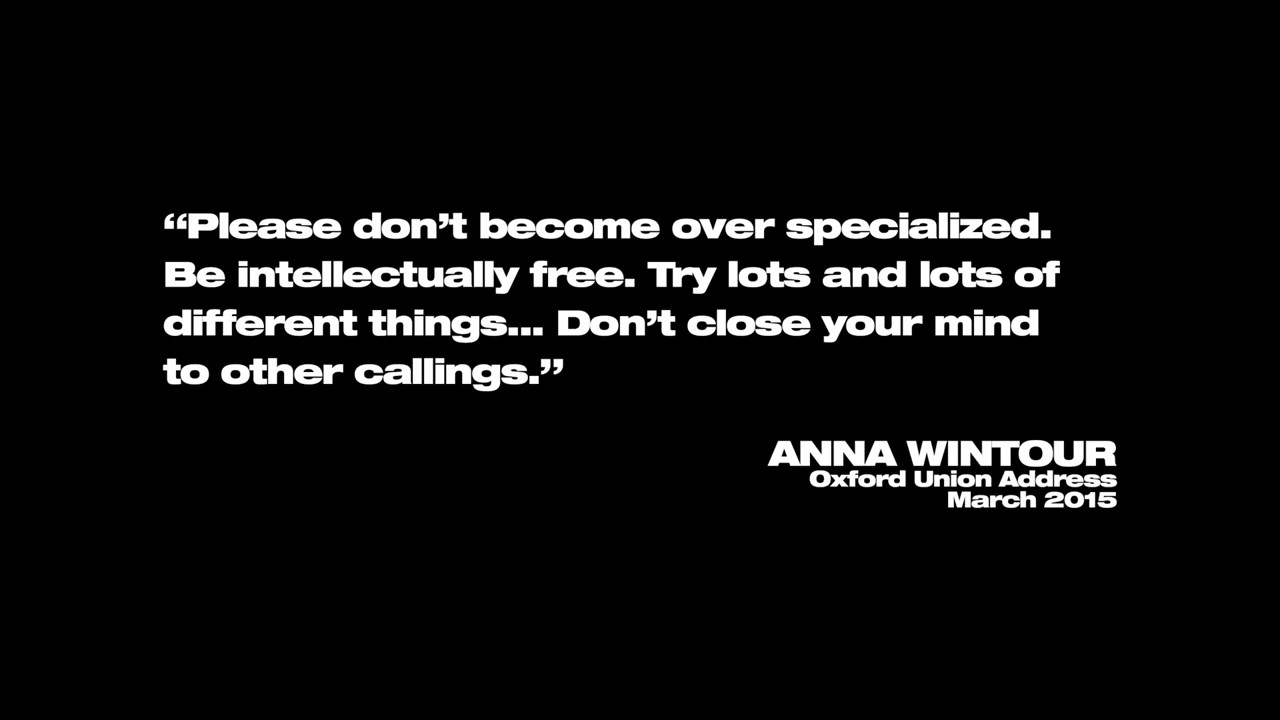 “Please don’t become over specialized.
Be intellectually free. Try lots and lots of
different things... Don’t close your mind
to other callings.”
ANNA WINTOUR
Oxford Union Address
March 2015